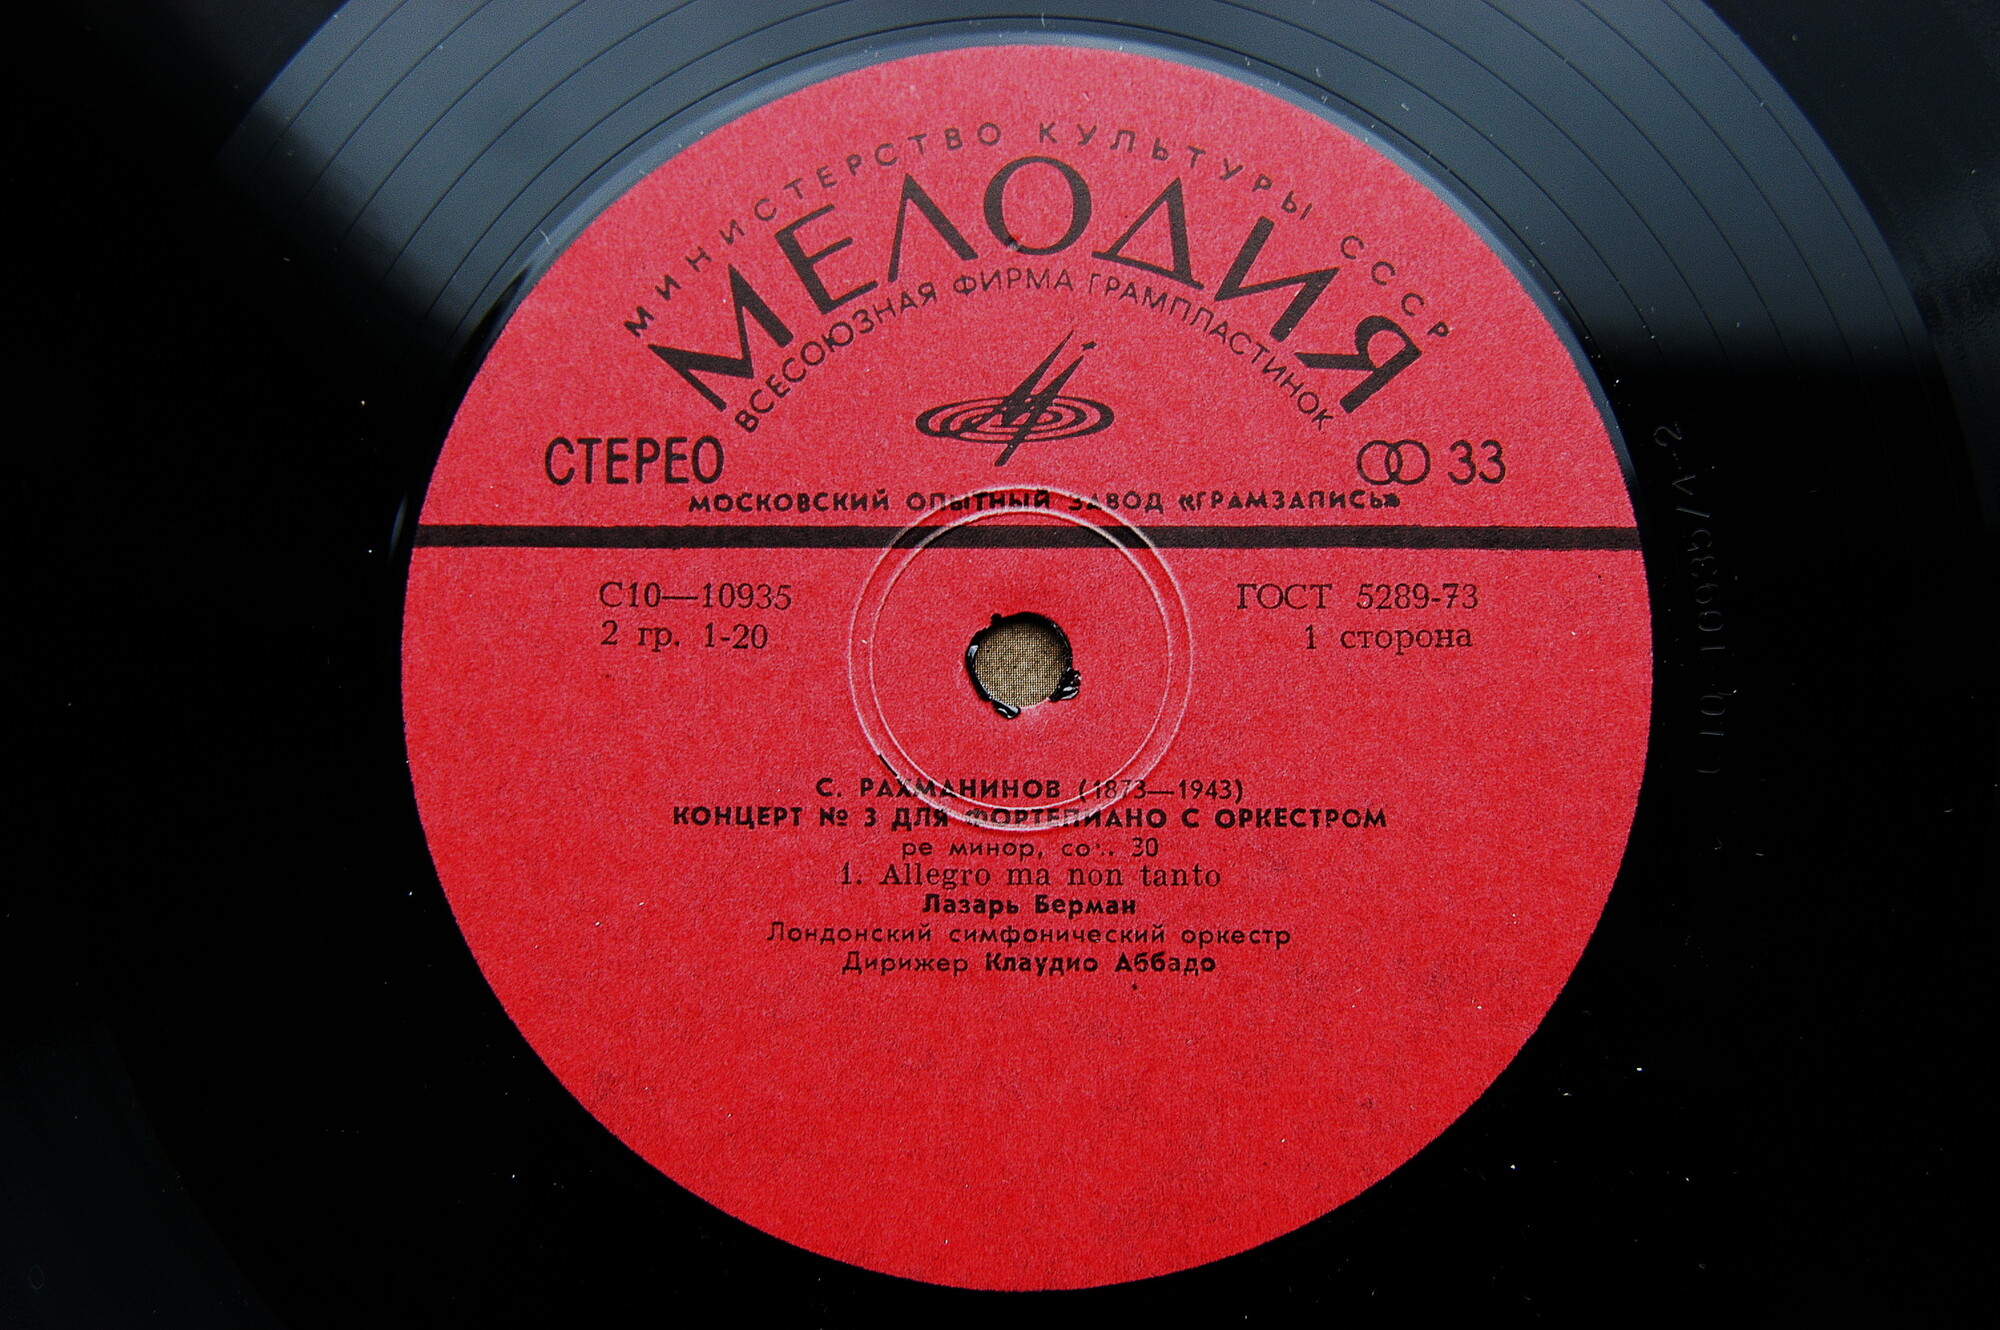 МИНИСТЕРСТВО КУЛЬТУРЫ СССР
МЕЛОДИЯ
ВСЕСОЮЗНАЯ ФИРМА ГРАМПЛАСТИНОК
СТЕРЕО
33
МОСКОВСКИЙ ОПЫТНЫЙ ЗАВОД «ГРАМЗАПИСЬ»
С10—10935
ГОСТ 5289-73
2 гр. 1-20
1 сторона
С. РАХМАНИНОВ (1873—1943)
КОНЦЕРТ № 3 ДЛЯ ФОРТЕПИАНО С ОРКЕСТРОМ
ре минор, 30
1. Allegro ma non tanto
Лазарь Берман
Лондонский симфонический оркестр
Дирижер Клаудио Аббадо